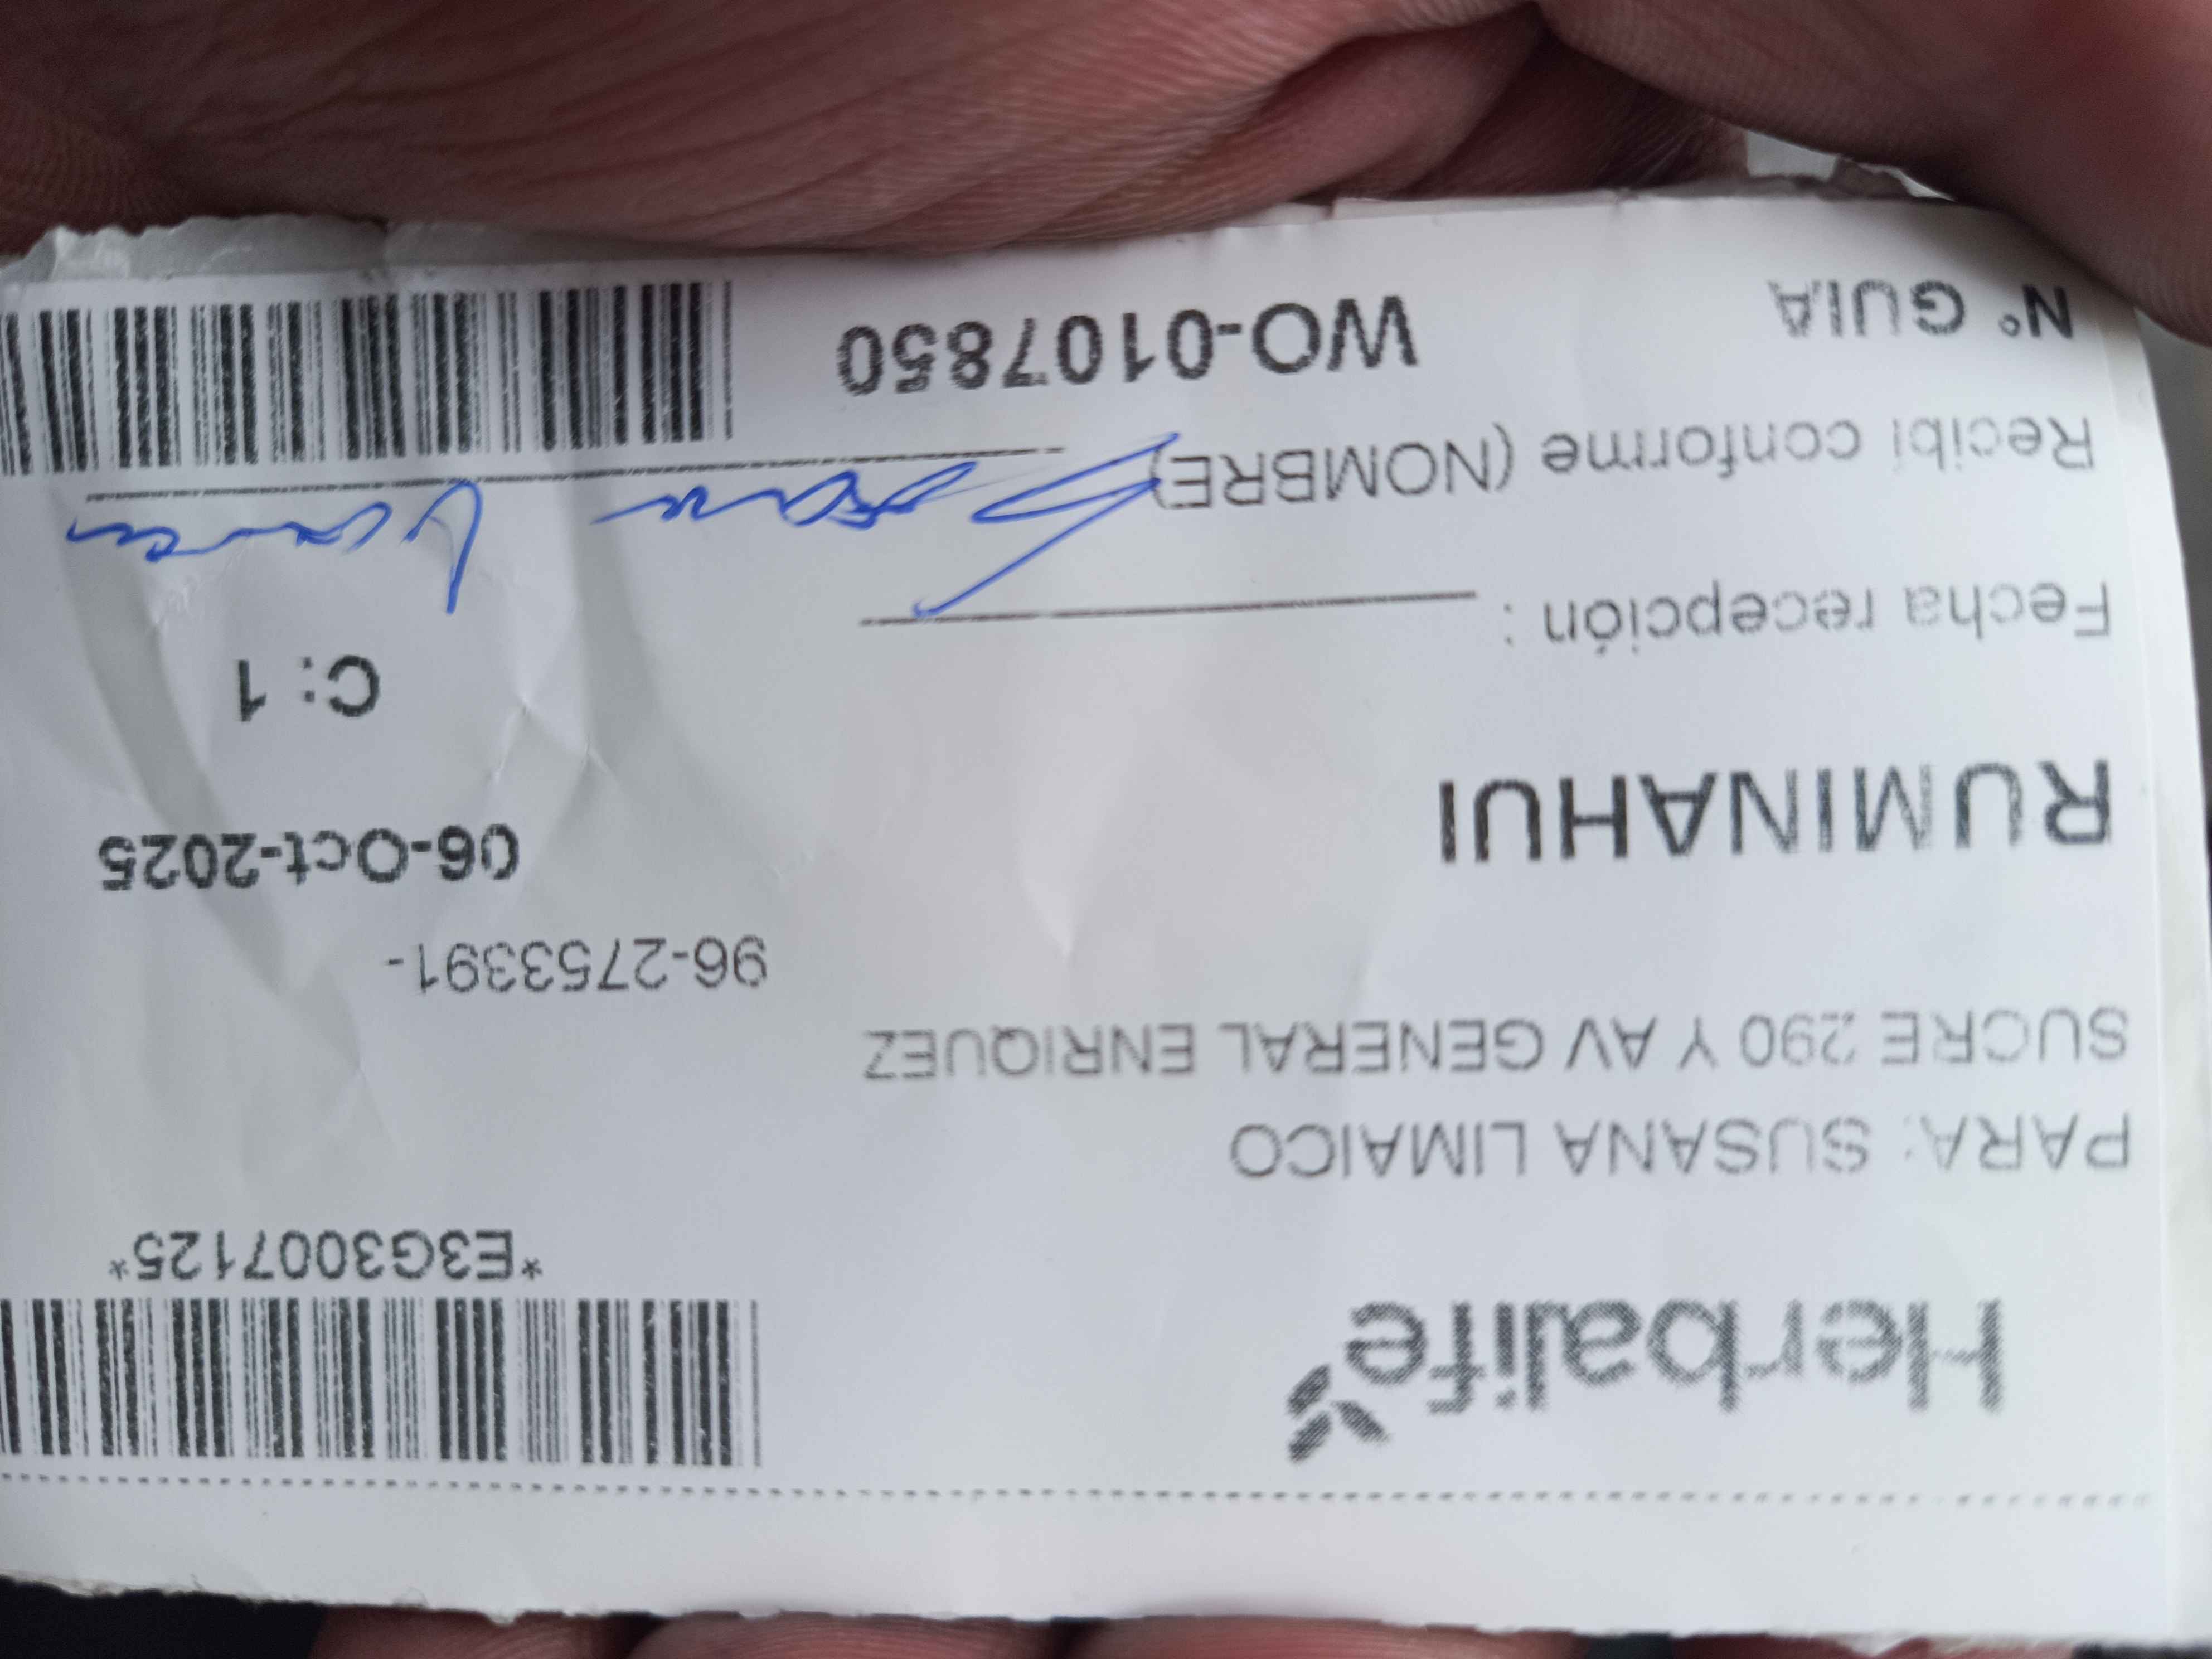 Herbalife
*E3G3007125*
PARA: SUSANA LIMAICO
SUCRE 290 Y AV GENERAL ENRIQUEZ
96-2753391-
RUMINAHUI
06-Oct-2025
C: 1
Fecha recepción :
Recibi conforme (NOMBRE)
N° GUIA WO-0107850